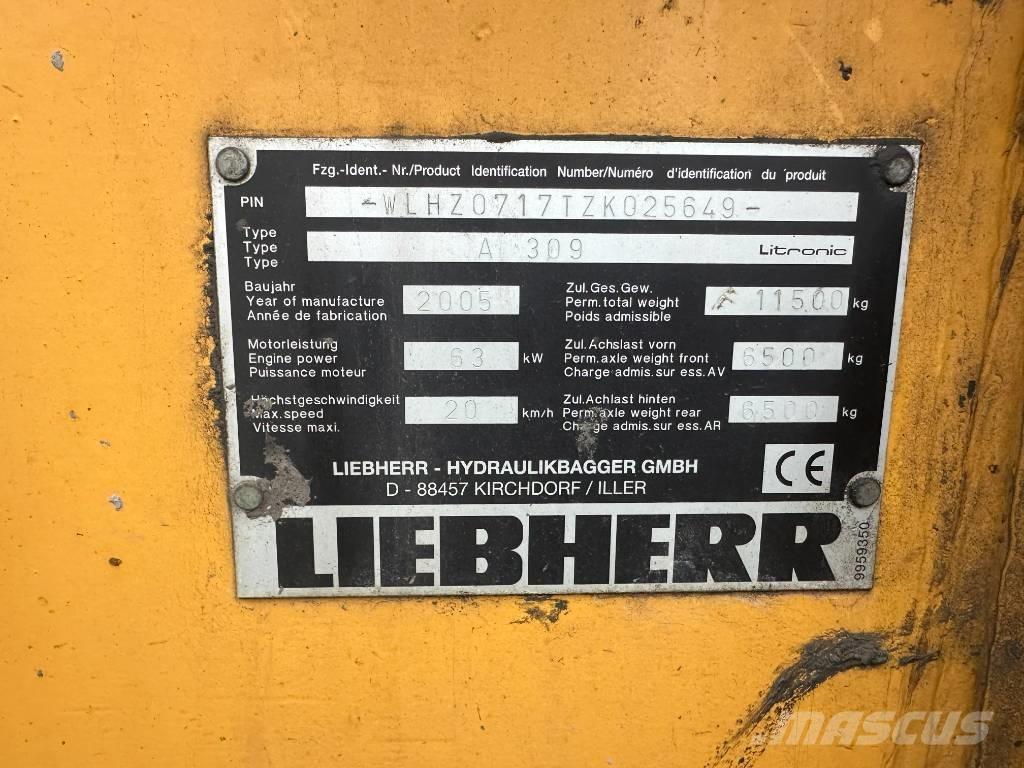 Fzg.-Ident.- Nr./Product Identification Number/Numéro d'identification du produit
PIN -WLHZ0717TZK025649-
Type
Type A 309 Litronic
Type
Baujahr
Year of manufacture 2005
Année de fabrication
Zul.Ges.Gew.
Perm.total weight 11500 kg
Poids admissible
Motorleistung
Engine power 63 kW
Puissance moteur
Zul.Achslast vorn
Perm.axle weight front 6500 kg
Charge admis.sur ess.AV
Höchstgeschwindigkeit
Max.speed 20 km/h
Vitesse maxi.
Zul.Achlast hinten
Perm.axle weight rear 6500 kg
Charge admis.sur ess.AR
LIEBHERR - HYDRAULIKBAGGER GMBH
D - 88457 KIRCHDORF / ILLER
CE
LIEBHERR
9959350
MASCUS